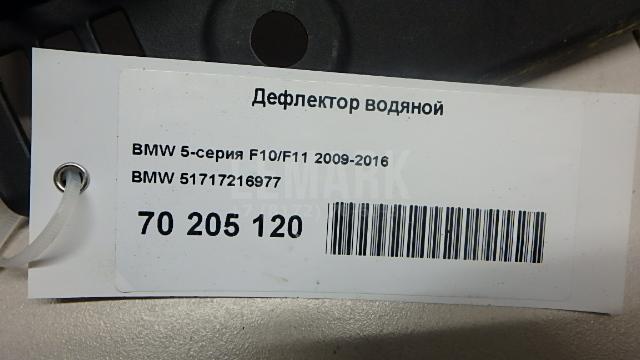 Дефлектор водяной
BMW 5-серия F10/F11 2009-2016
BMW 51717216977
70 205 120